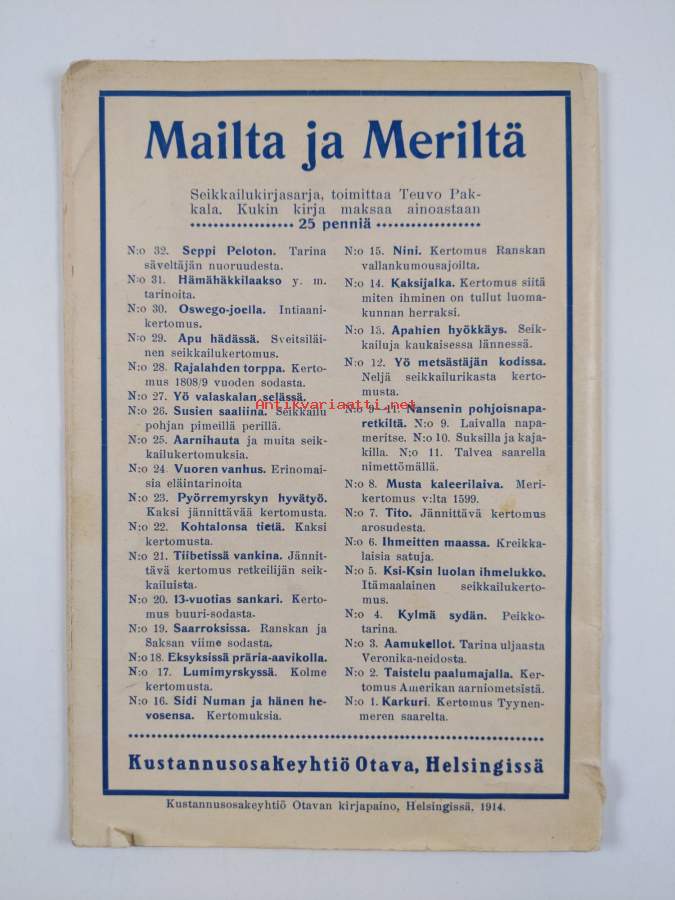 Mailta ja Meriltä
Seikkailukirjasarja, toimittaa Teuvo Pak-
kala. Kukin kirja maksaa ainoastaan
25 penniä
N:o 32. Seppi Peloton. Tarina
säveltäjän nuoruudesta.
N:o 31. Hämähäkkilaakso y. m.
tarinoita.
N:o 30. Oswego-joella. Intiaani-
kertomus.
N:o 29. Apu hädässä. Sveitsiläi-
nen seikkailukertomus.
N:o 28. Rajalahden torppa. Kerto-
mus 1808/9 vuoden sodasta.
N:o 27. Yö valaskalan selässä.
N:o 26. Susien saaliina. Seikkailu
pohjan pimeillä perillä.
N:o 25. Aarnihauta ja muita seik-
kailukertomuksia.
N:o 24 Vuoren vanhus. Erinomai-
sia eläintarinoita
N:o 23. Pyörremyrskyn hyvätyö.
Kaksi jännittävää kertomusta.
N:o 22. Kohtalonsa tietä. Kaksi
kertomusta.
N:o 21. Tiibetissä vankina. Jännit-
tävä kertomus retkeilijän seik-
kailuista.
N:o 20. 13-vuotias sankari. Kerto-
mus buuri-sodasta.
N:o 19. Saarroksissa. Ranskan ja
Saksan viime sodasta.
N:o 18. Eksyksissä präria-aavikolla.
N:o 17. Lumimyrskyssä. Kolme
kertomusta.
N:o 16. Sidi Numan ja hänen he-
vosensa. Kertomuksia.
N:o 15. Nini. Kertomus Ranskan
vallankumousajoilta.
N:o 14. Kaksijalka. Kertomus siitä
miten ihminen on tullut luoma-
kunnan herraksi.
N:o 13. Apahien hyökkäys. Seik-
kailuja kaukaisessa lännessä.
N:o 12. Yö metsästäjän kodissa.
Neljä seikkailurikasta kerto-
musta.
N:o 9-11. Nansenin pohjoisnapa-
retkiltä. N:o 9. Laivalla napa-
meritse. N:o 10. Suksilla ja kaja-
killa. N:o 11. Talvea saarella
nimettömällä.
N:o 8. Musta kaleerilaiva. Meri-
kertomus v:lta 1599.
N:o 7. Tito. Jännittävä kertomus
arosudesta.
N:o 6. Ihmeitten maassa. Kreikka-
laisia satuja.
N:o 5. Ksi-Ksin luolan ihmelukko.
Itämaalainen seikkailukerto-
mus.
N:o 4. Kylmä sydän. Peikko-
tarina.
N:o 3. Aamukellot. Tarina uljaasta
Veronika-neidosta.
N:o 2. Taistelu paalumajalla. Ker-
tomus Amerikan aarniometsistä.
N:o 1. Karkuri. Kertomus Tyynen-
meren saarelta.
Antikvariaatti.net
Kustannusosakeyhtiö Otava, Helsingissä
Kustannusosakeyhtiö Otavan kirjapaino, Helsingissä, 1914.